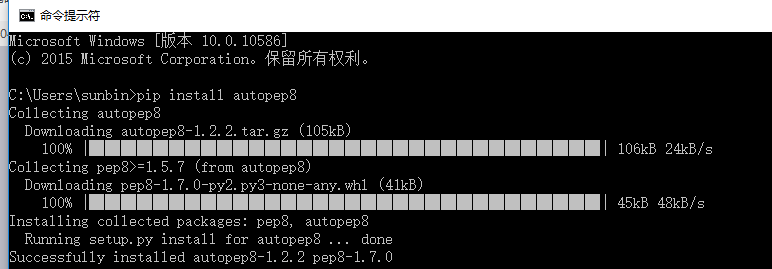 命令提示符
Microsoft Windows [版本 10.0.10586]
(c) 2015 Microsoft Corporation。保留所有权利。
C:\Users\sunbin>pip install autopep8
Collecting autopep8
Downloading autopep8-1.2.2.tar.gz (105kB)
100% |████████████████████████████████| 106kB 24kB/s
Collecting pep8>=1.5.7 (from autopep8)
Downloading pep8-1.7.0-py2.py3-none-any.whl (41kB)
100% |████████████████████████████████| 45kB 48kB/s
Installing collected packages: pep8, autopep8
Running setup.py install for autopep8 ... done
Successfully installed autopep8-1.2.2 pep8-1.7.0